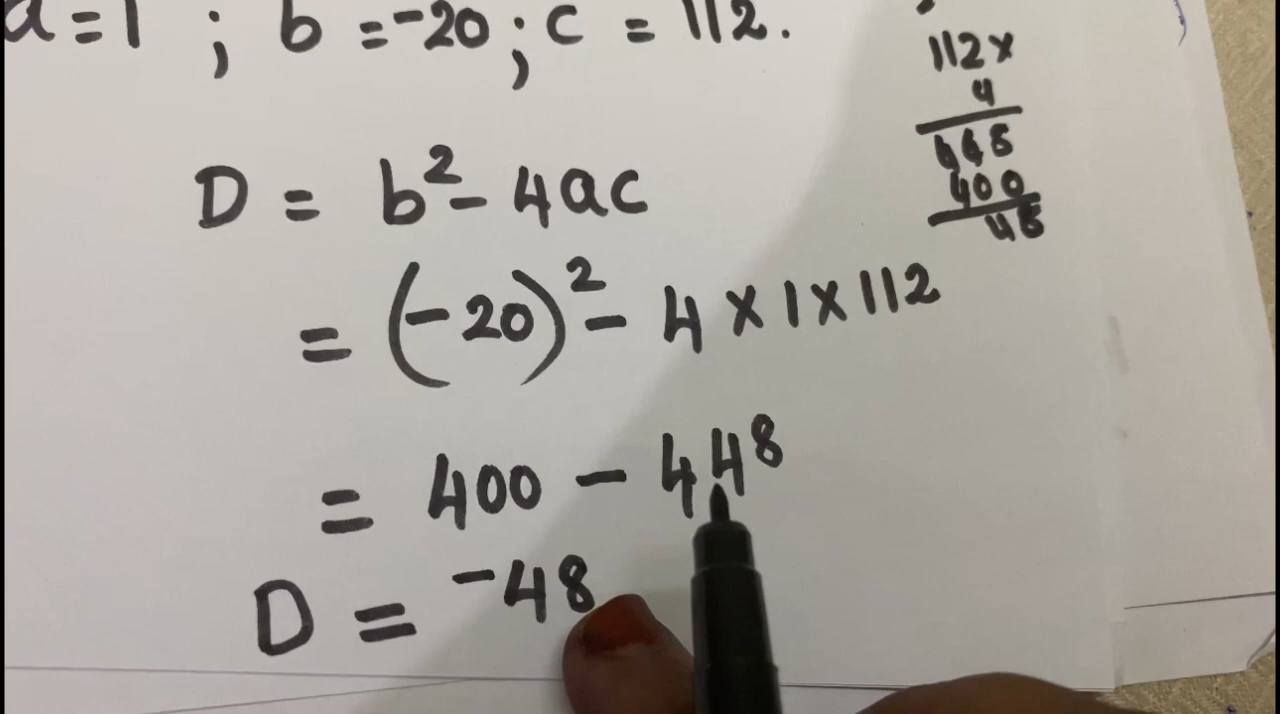 a=1 ; b =-20 ; c = 112.
D = b² - 4ac
= (-20)² - 4 × 1 × 112
= 400 - 448
D = -48
112×
4
448
400
48